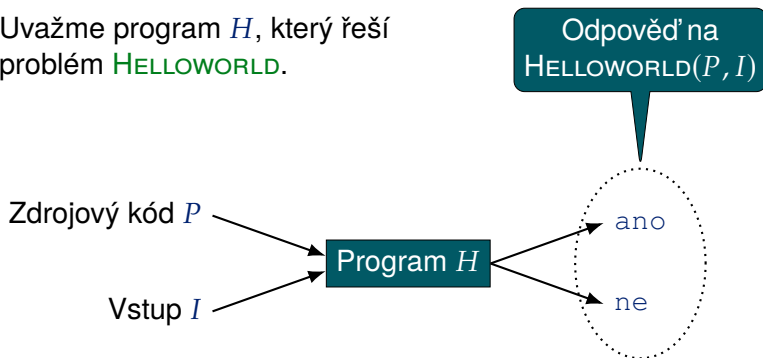 Uvažme program H, který řeší
problém HELLOWORLD.
Odpověď na
HELLOWORLD(P, I)
Zdrojový kód P
Program H
ano
Vstup I
ne